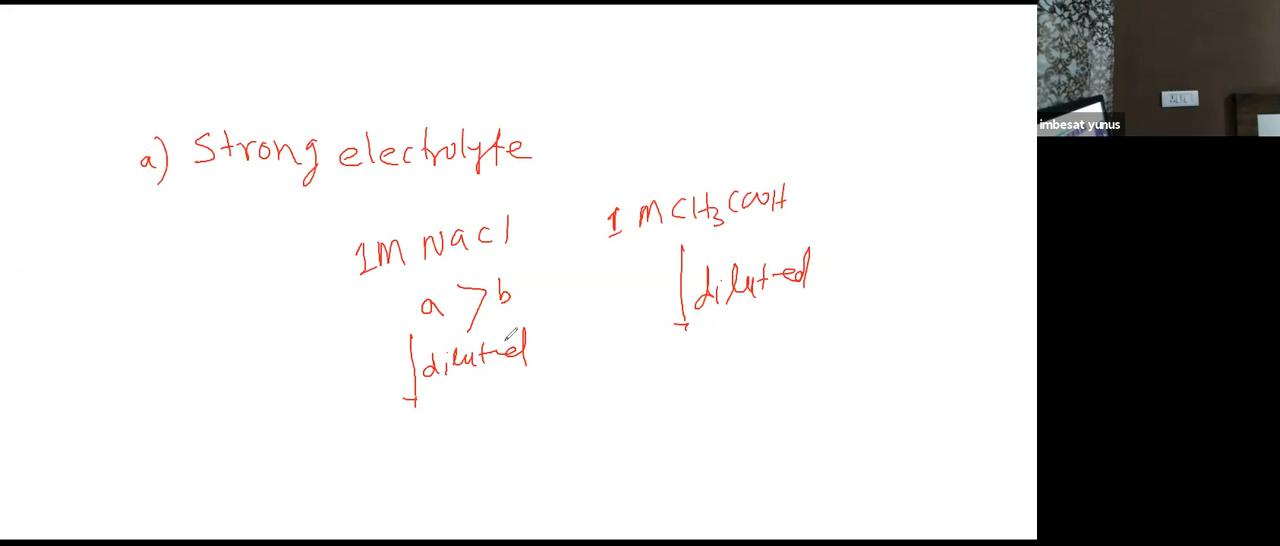 a) Strong electrolyte
1M NaCl
a > b
diluted
1 M CH3COOH
diluted
imbesat yunus